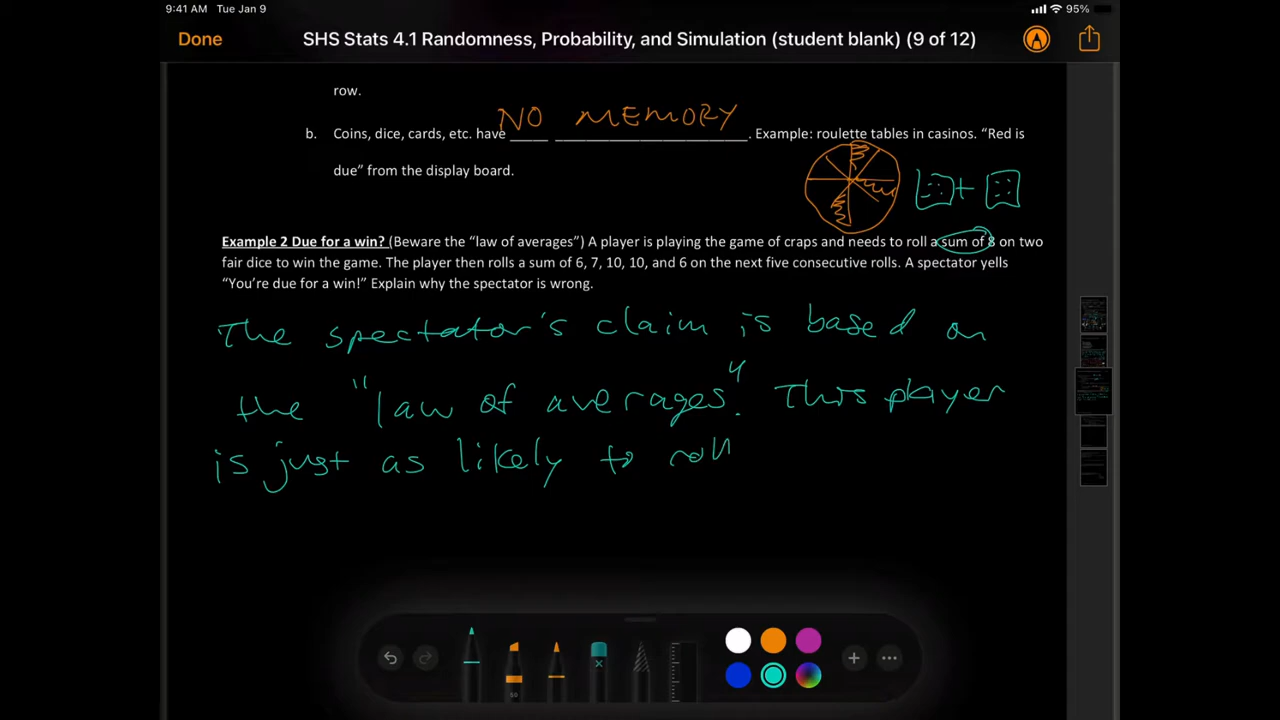 9:41 AM Tue Jan 9
95%
Done
SHS Stats 4.1 Randomness, Probability, and Simulation (student blank) (9 of 12)
row.
NO MEMORY
b. Coins, dice, cards, etc. have ____ ____________________. Example: roulette tables in casinos. “Red is
due” from the display board.
Example 2 Due for a win? (Beware the “law of averages”) A player is playing the game of craps and needs to roll a sum of 8 on two
fair dice to win the game. The player then rolls a sum of 6, 7, 10, 10, and 6 on the next five consecutive rolls. A spectator yells
“You’re due for a win!” Explain why the spectator is wrong.
The spectator's claim is based on
the "law of averages". This player
is just as likely to roll
50